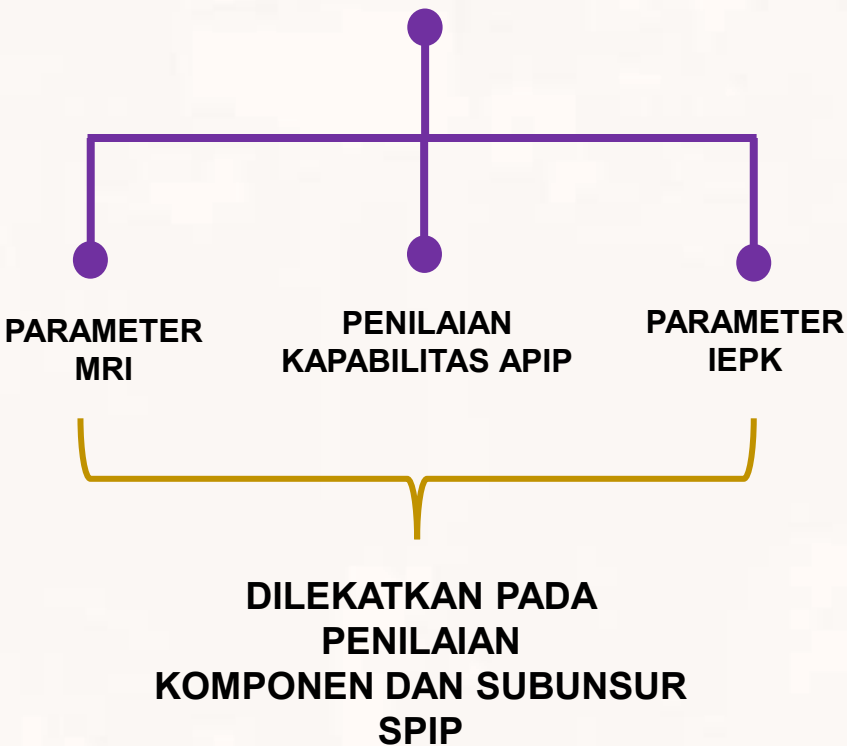 PARAMETER
MRI
PENILAIAN
KAPABILITAS APIP
PARAMETER
IEPK
DILEKATKAN PADA
PENILAIAN
KOMPONEN DAN SUBUNSUR
SPIP